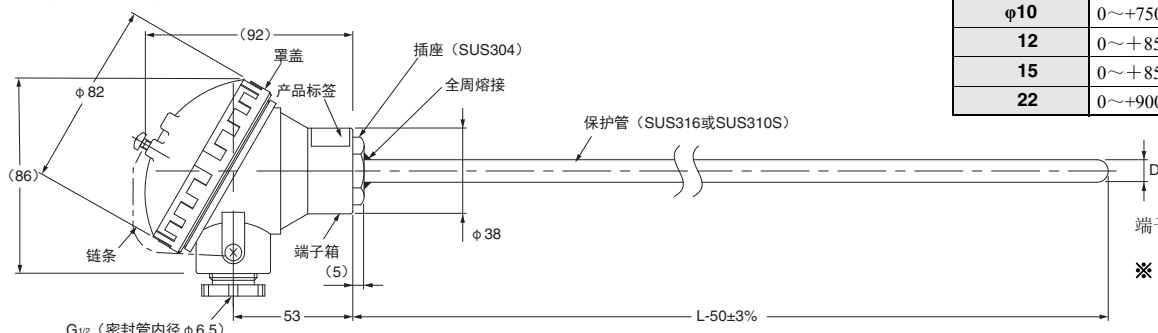 φ10 0～+750
12 0～+85
15 0～+85
22 0～+900
(92)
罩盖
插座（SUS304）
全周熔接
产品标签
φ82
保护管（SUS316或SUS310S）
(86)
D
φ38
链条
端子箱
(5)
※
53
L-50±3%
G1/2（密封管内径φ6.5）